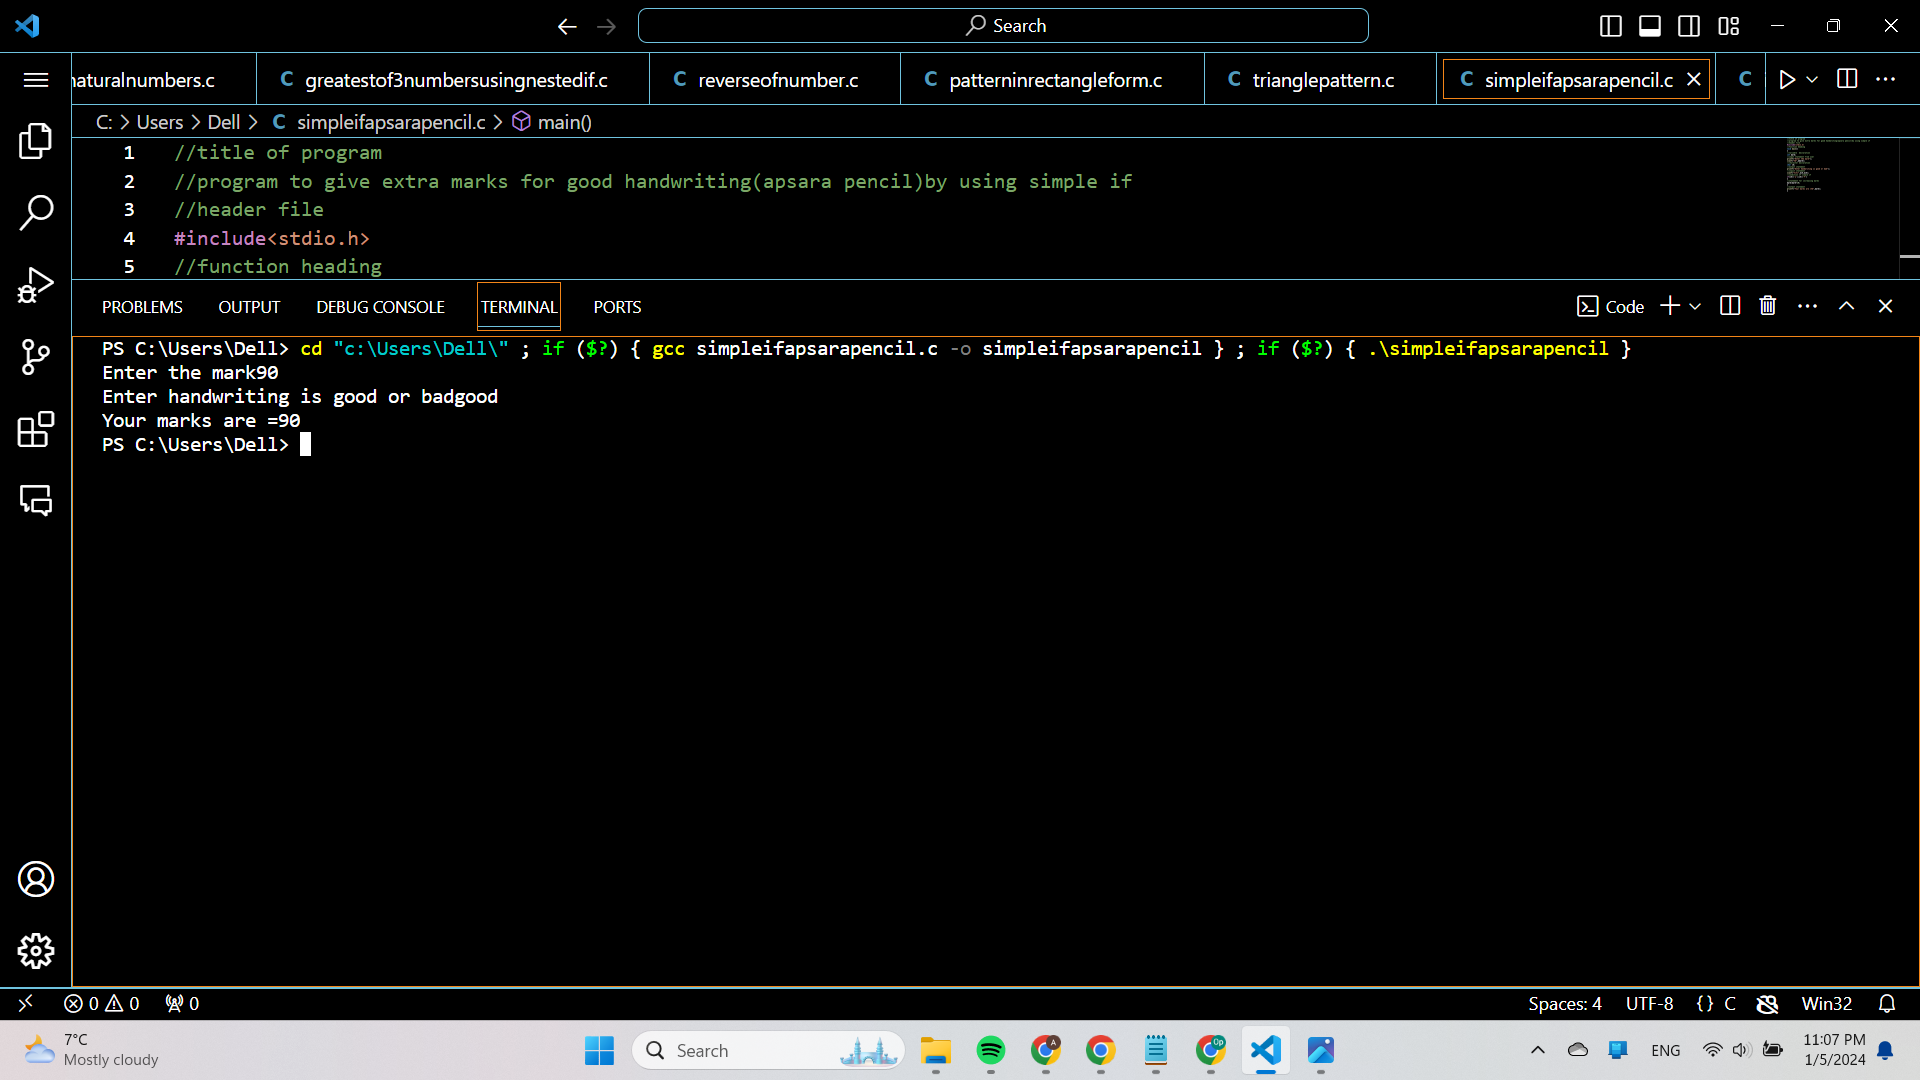 Search
naturalnumbers.c
greatestof3numbersusingnestedif.c
reverseofnumber.c
patterninrectangleform.c
trianglepattern.c
simpleifapsarapencil.c
C: > Users > Dell > C simpleifapsarapencil.c > main()
1 //title of program
2 //program to give extra marks for good handwriting(apsara pencil)by using simple if
3 //header file
4 #include<stdio.h>
5 //function heading
PROBLEMS OUTPUT DEBUG CONSOLE TERMINAL PORTS
Code
PS C:\Users\Dell> cd "c:\Users\Dell\" ; if ($?) { gcc simpleifapsarapencil.c -o simpleifapsarapencil } ; if ($?) { .\simpleifapsarapencil }
Enter the mark90
Enter handwriting is good or badgood
Your marks are =90
PS C:\Users\Dell>
0 0 0
Spaces: 4 UTF-8 {} C Win32
7°C
Mostly cloudy
Search
ENG
11:07 PM
1/5/2024